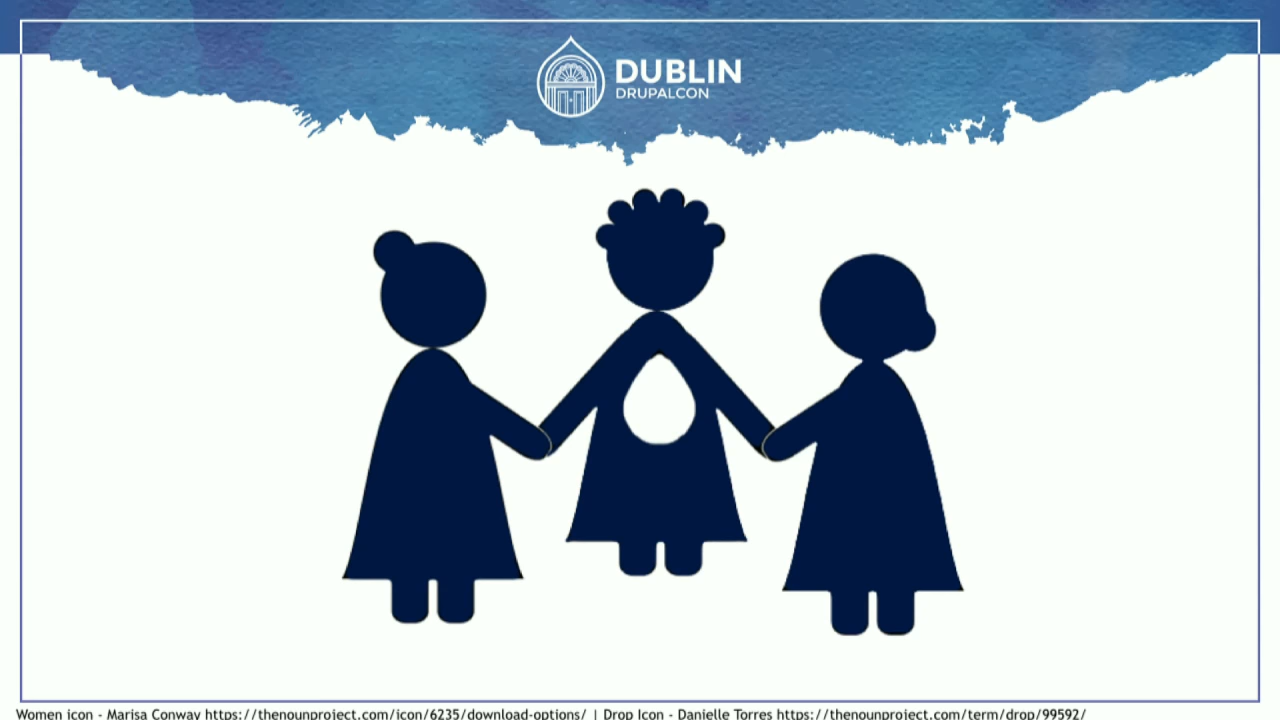 DUBLIN
DRUPALCON
Women icon - Marisa Conway https://thenounproject.com/icon/6235/download-options/ | Drop Icon - Danielle Torres https://thenounproject.com/term/drop/99592/